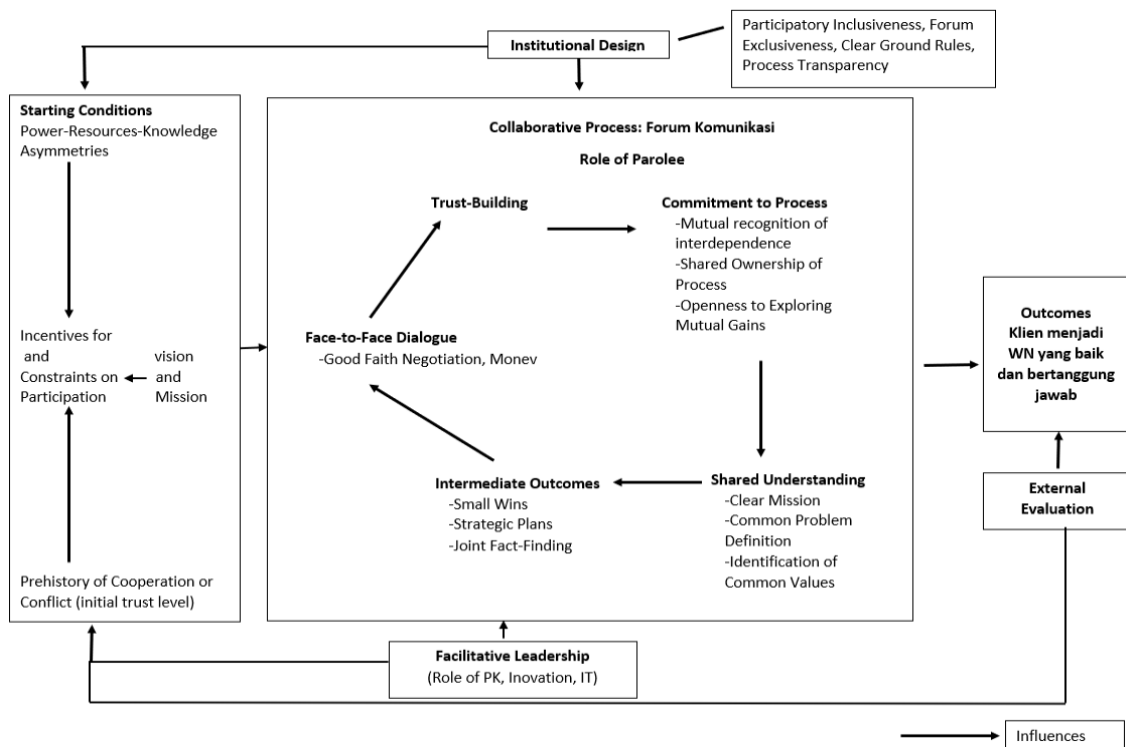 Institutional Design
Participatory Inclusiveness, Forum
Exclusiveness, Clear Ground Rules,
Process Transparency
Starting Conditions
Power-Resources-Knowledge
Asymmetries
Incentives for
and
Constraints on
Participation
vision
and
Mission
Prehistory of Cooperation or
Conflict (initial trust level)
Collaborative Process: Forum Komunikasi
Role of Parolee
Trust-Building
Commitment to Process
-Mutual recognition of
interdependence
-Shared Ownership of
Process
-Openness to Exploring
Mutual Gains
Face-to-Face Dialogue
-Good Faith Negotiation, Monev
Intermediate Outcomes
-Small Wins
-Strategic Plans
-Joint Fact-Finding
Shared Understanding
-Clear Mission
-Common Problem
Definition
-Identification of
Common Values
Outcomes
Klien menjadi
WN yang baik
dan bertanggung
jawab
External
Evaluation
Facilitative Leadership
(Role of PK, Inovation, IT)
Influences